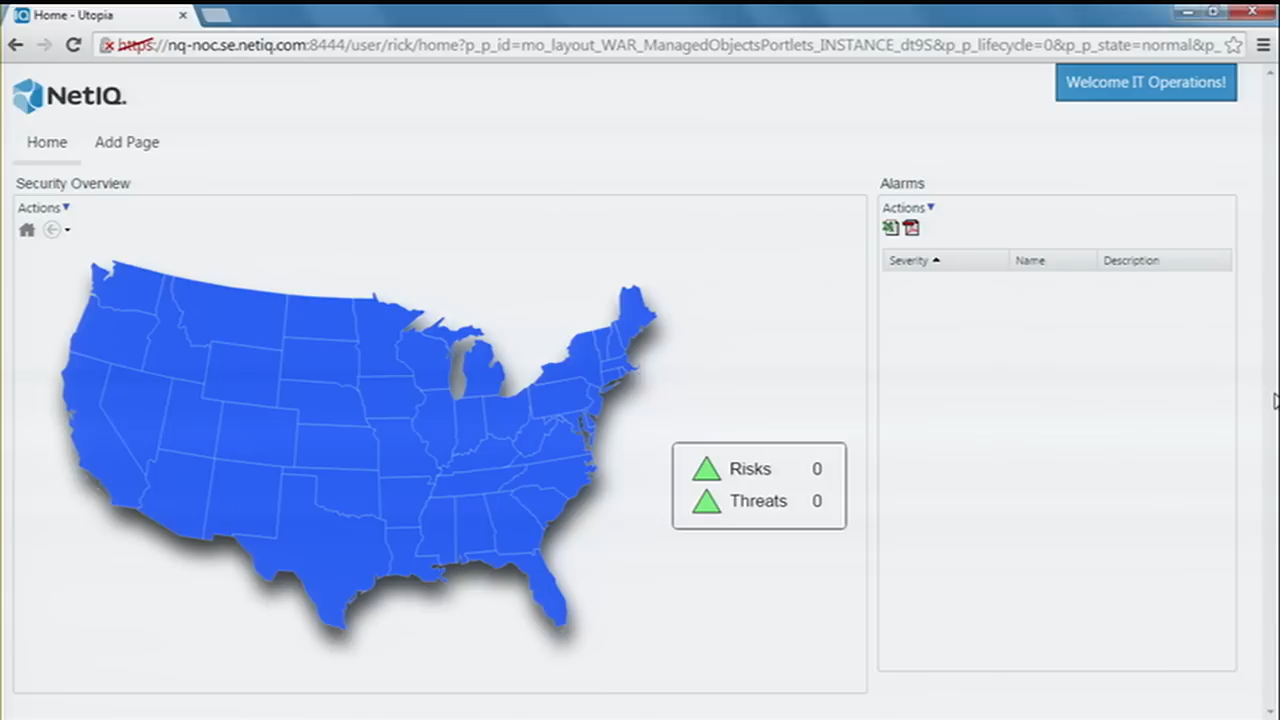 Home - Utopia
https://nq-noc.se.netiq.com:8444/user/rick/home?p_p_id=mo_layout_WAR_ManagedObjectsPortlets_INSTANCE_dt9S&p_p_lifecycle=0&p_p_state=normal&p_
NetIQ.
Welcome IT Operations!
Home Add Page
Security Overview
Actions
Risks 0
Threats 0
Alarms
Actions
Severity Name Description